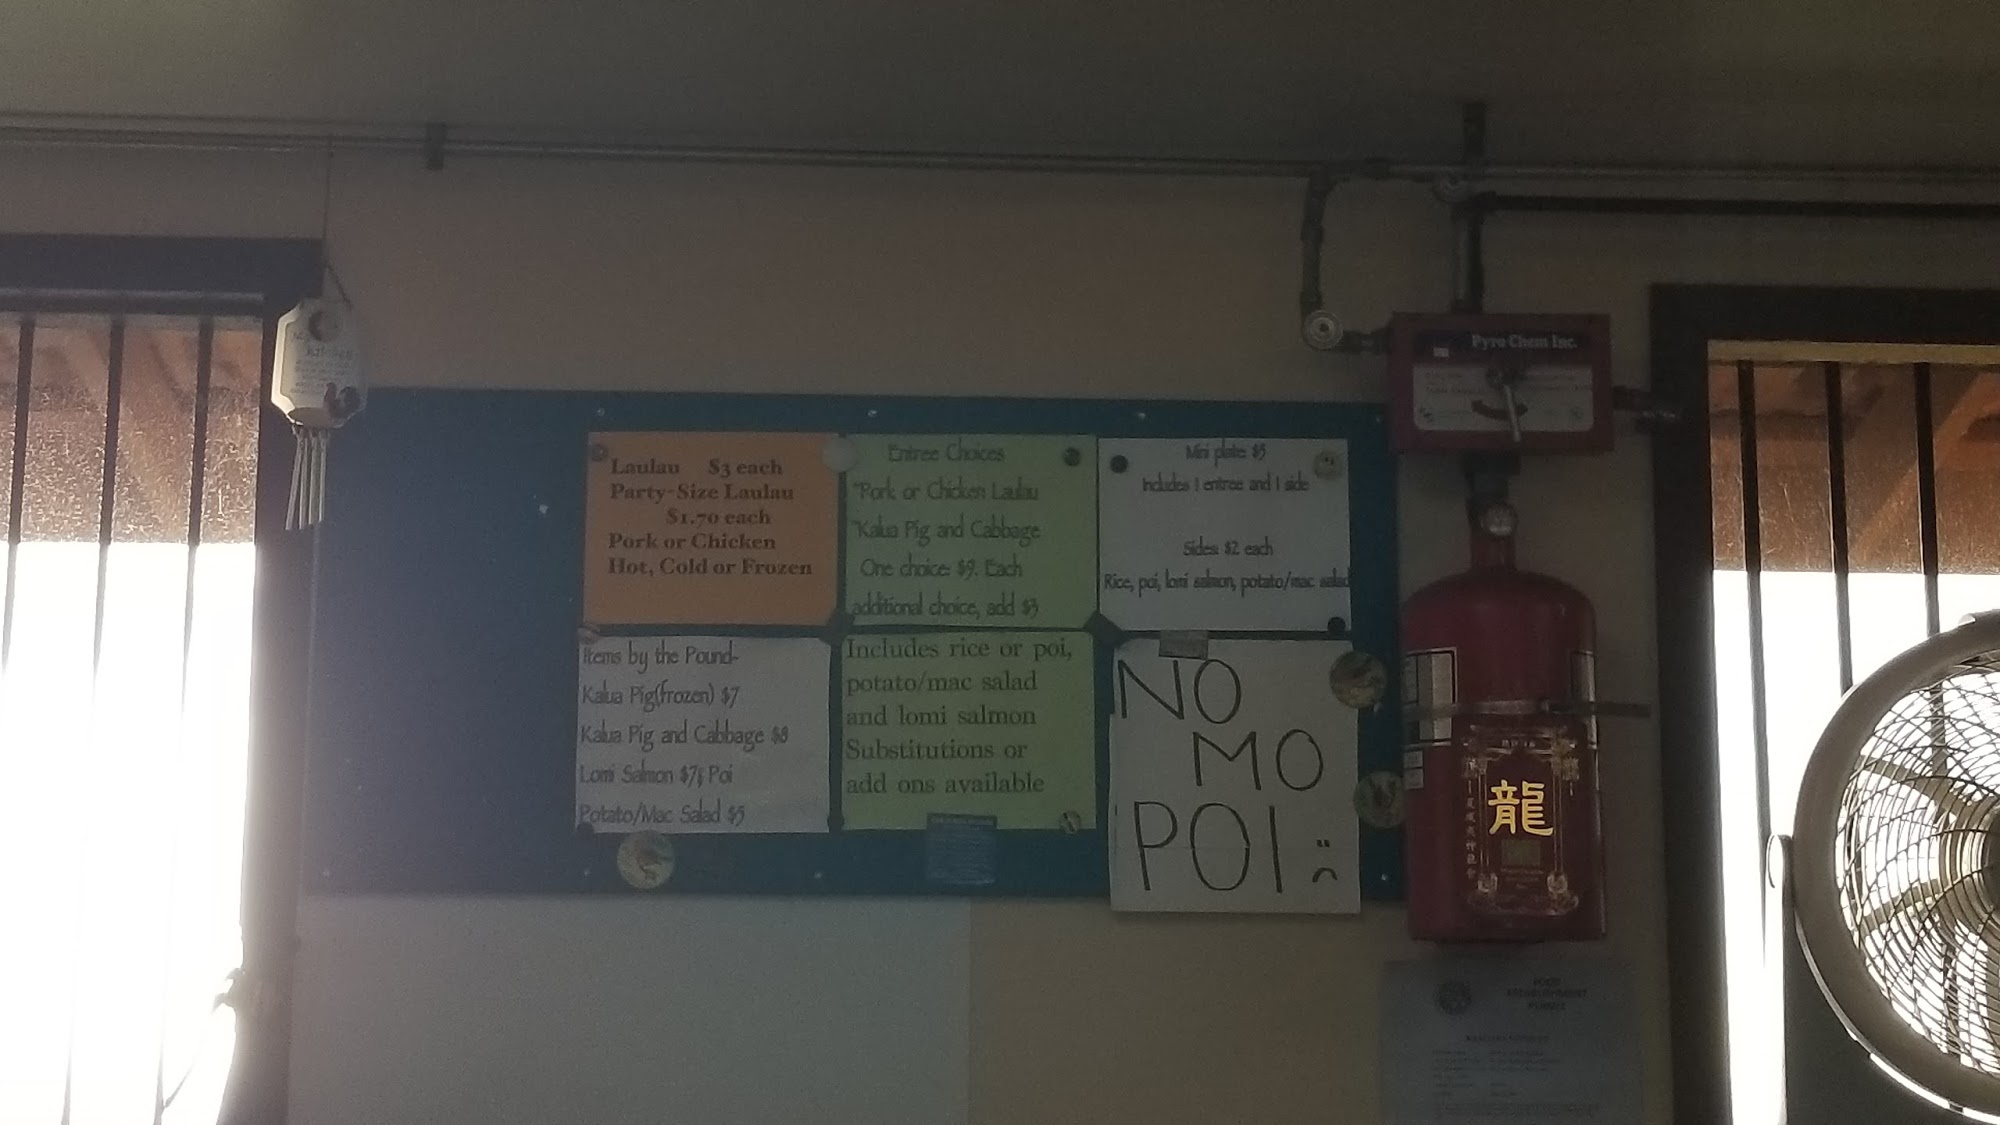 Laulau $3 each
Party-Size Laulau
$1.70 each
Pork or Chicken
Hot, Cold or Frozen
Entree Choices
*Pork or Chicken Laulau
*Kalua Pig and Cabbage
One choice: $9. Each
additional choice, add $3
Mini plate: $5
Includes 1 entree and 1 side
Sides: $2 each
Rice, poi, lomi salmon, potato/mac salad
Items by the Pound-
Kalua Pig(frozen) $7
Kalua Pig and Cabbage $8
Lomi Salmon $7; Poi
Potato/Mac Salad $5
Includes rice or poi,
potato/mac salad
and lomi salmon
Substitutions or
add ons available
NO
MO
POI :(
Pyro Chem Inc.
龍
FOOD
ESTABLISHMENT
PERMIT